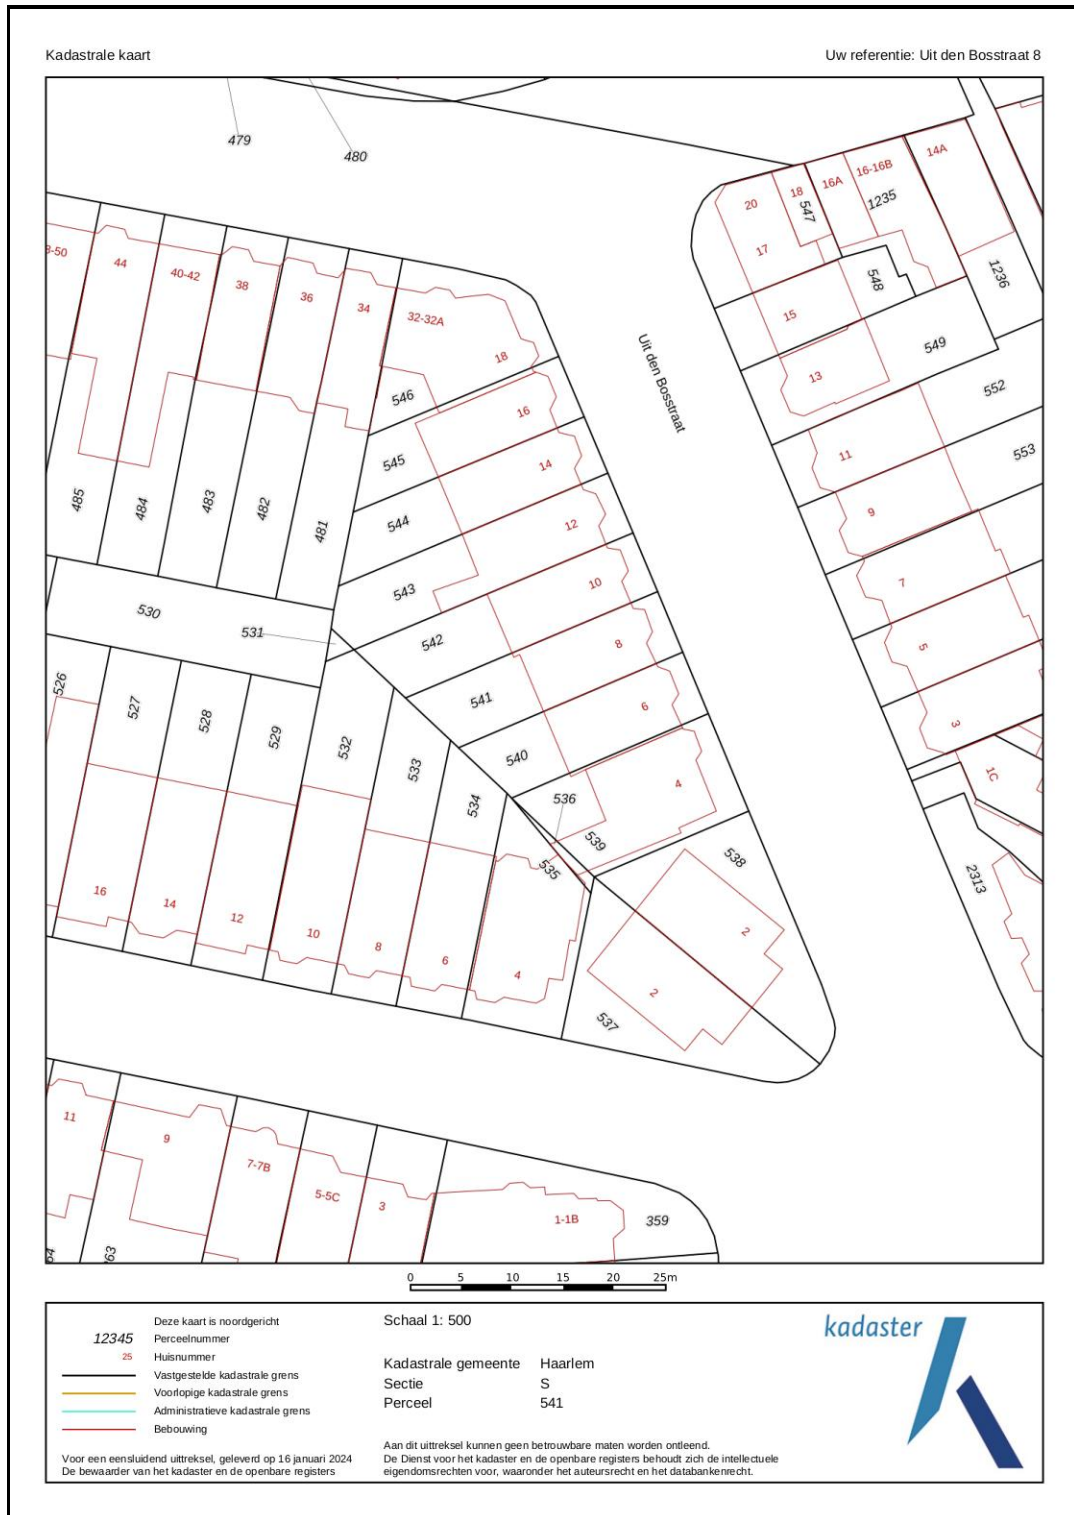 Kadastrale kaart
Uw referentie: Uit den Bosstraat 8
479
480
14A
16-16B
16A
18
20
547
1235
17
548
1236
15
549
13
552
553
11
9
7
5
3
1C
2313
Uit den Bosstraat
44
40-42
38
36
34
32-32A
18
546
16
545
14
544
12
543
10
542
8
541
6
540
4
536
539
535
538
2
2
537
485
484
483
482
481
530
531
526
527
528
529
532
533
534
16
14
12
10
8
6
4
11
9
7-7B
5-5C
3
1-1B
359
0 5 10 15 20 25m
Deze kaart is noordgericht
12345 Perceelnummer
25 Huisnummer
Vastgestelde kadastrale grens
Voorlopige kadastrale grens
Administratieve kadastrale grens
Bebouwing
Voor een eensluidend uittreksel, geleverd op 16 januari 2024
De bewaarder van het kadaster en de openbare registers
Schaal 1: 500
Kadastrale gemeente Haarlem
Sectie S
Perceel 541
Aan dit uittreksel kunnen geen betrouwbare maten worden ontleend.
De Dienst voor het kadaster en de openbare registers behoudt zich de intellectuele
eigendomsrechten voor, waaronder het auteursrecht en het databankenrecht.
kadaster